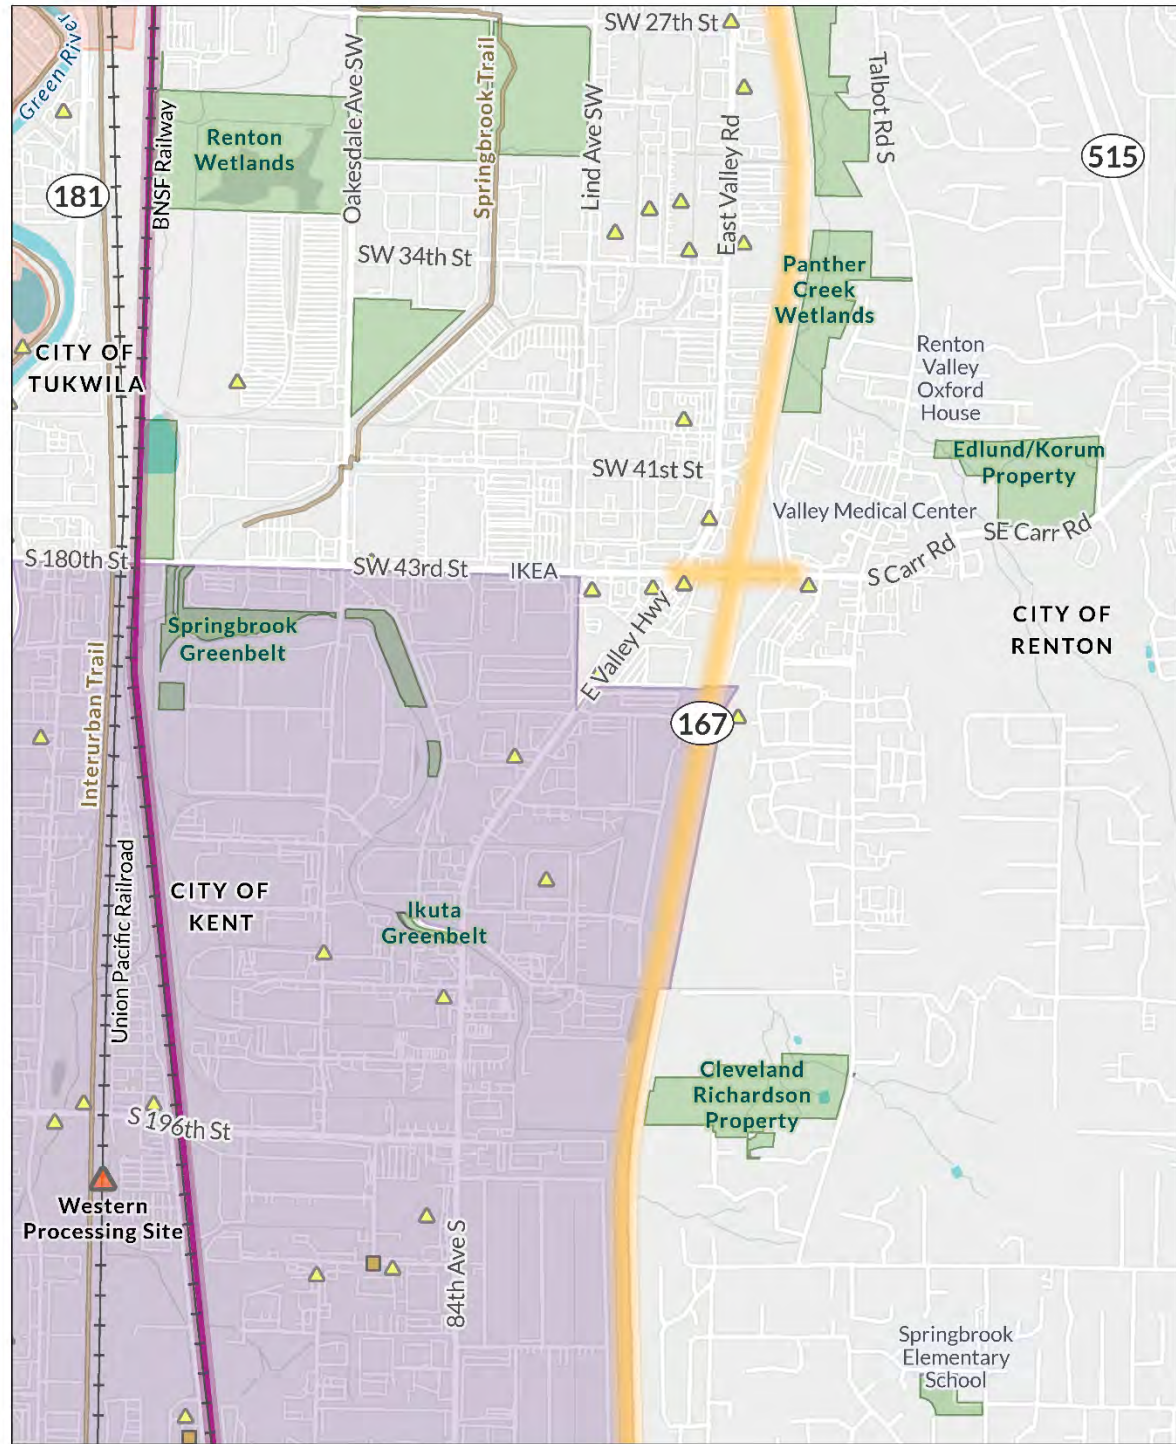 SW 27th St
Green River
Oakesdale Ave SW
Springbrook Trail
Talbot Rd S
Lind Ave SW
East Valley Rd
BNSF Railway
Renton
Wetlands
515
181
SW 34th St
Panther
Creek
Wetlands
CITY OF
TUKWILA
Renton
Valley
Oxford
House
Edlund/Korum
Property
SW 41st St
Valley Medical Center
SE Carr Rd
S 180th St
SW 43rd St
IKEA
S Carr Rd
E Valley Hwy
CITY OF
RENTON
Springbrook
Greenbelt
Interurban Trail
167
Union Pacific Railroad
CITY OF
KENT
Ikuta
Greenbelt
Cleveland
Richardson
Property
S 196th St
Western
Processing Site
84th Ave S
Springbrook
Elementary
School